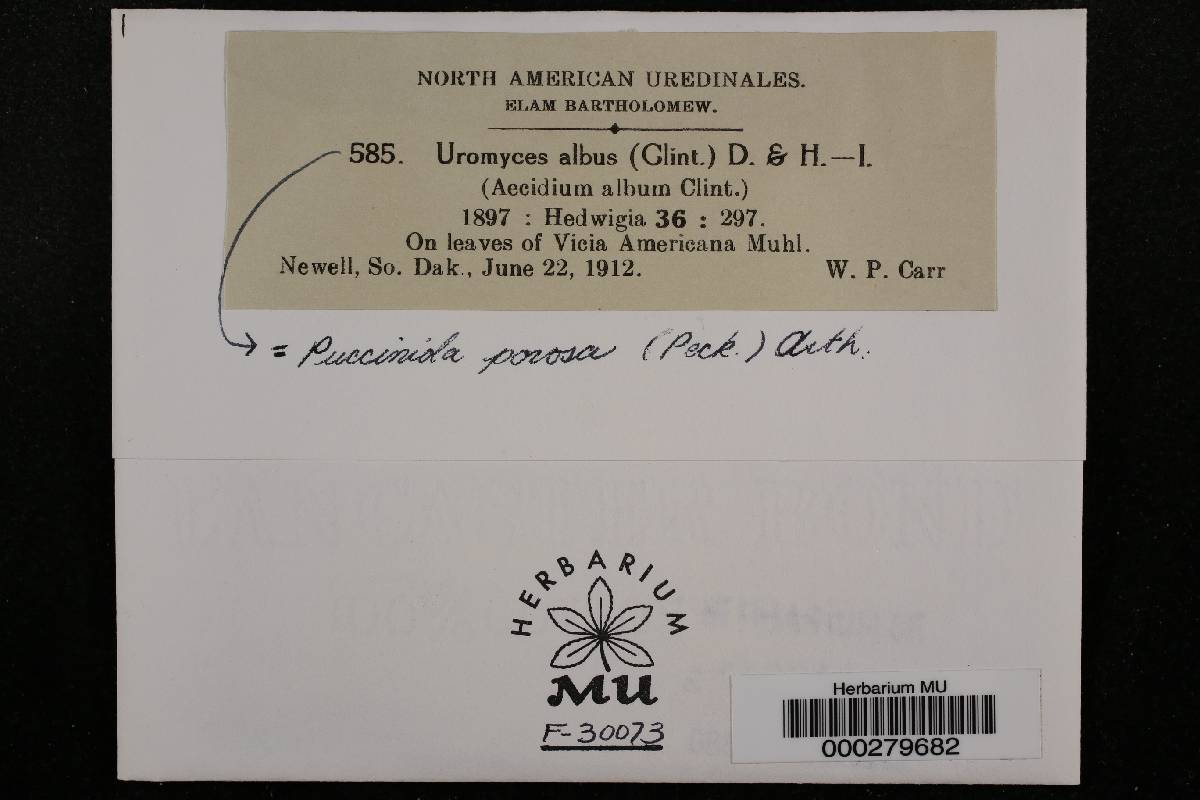 NORTH AMERICAN UREDINALES.
ELAM BARTHOLOMEW.
585. Uromyces albus (Clint.) D. & H.—I.
(Aecidium album Clint.)
1897 : Hedwigia 36 : 297.
On leaves of Vicia Americana Muhl.
Newell, So. Dak., June 22, 1912. W. P. Carr
= Puccinida porosa (Peck.) Arth.
HERBARIUM
MU
F-30073
Herbarium MU
000279682